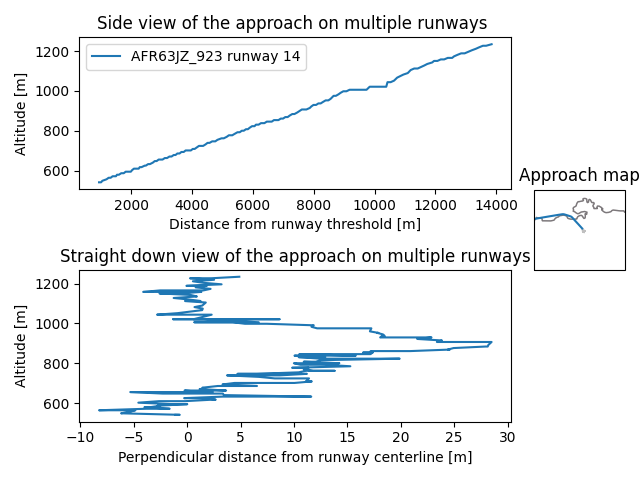 Side view of the approach on multiple runways
Altitude [m]
1200
1000
800
600
AFR63JZ_923 runway 14
2000 4000 6000 8000 10000 12000 14000
Distance from runway threshold [m]
Approach map
Straight down view of the approach on multiple runways
Altitude [m]
1200
1000
800
600
−10 −5 0 5 10 15 20 25 30
Perpendicular distance from runway centerline [m]